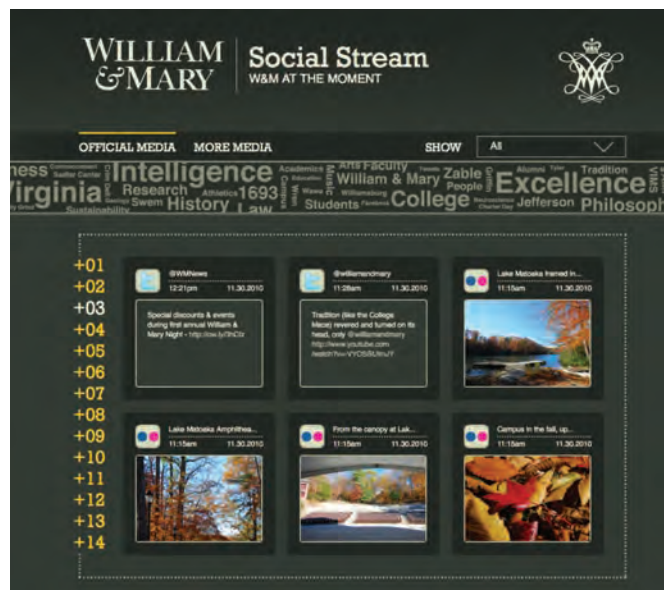 WILLIAM
& MARY
Social Stream
W&M AT THE MOMENT
OFFICIAL MEDIA MORE MEDIA SHOW All
ness Intelligence Academics Arts Faculty Zable Alumni Tyler Tradition
Virginia Research Athletics 1693 William & Mary People Excellence VIMS
Swem History Law Students College Jefferson Philosoph
Sustainability
+01
+02
+03
+04
+05
+06
+07
+08
+09
+10
+11
+12
+13
+14
@WMNews
12:21pm 11.30.2010
Special discounts & events
during first annual William &
Mary Night -
@williamandmary
11:28am 11.30.2010
Tradition (like the College
Mace) revered and turned on its
head, only @williamandmary
http://www.youtube.com
Lake Matoaka framed in...
11:15am 11.30.2010
Lake Matoaka Amphithea...
11:15am 11.30.2010
From the canopy at Lak...
11:15am 11.30.2010
Campus in the fall, up...
11:15am 11.30.2010